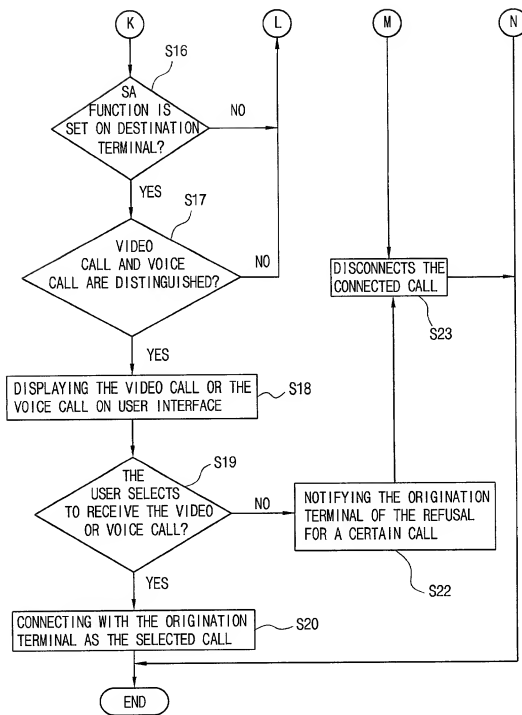 K
L
M
N
S16
SA
FUNCTION IS
SET ON DESTINATION
TERMINAL?
NO
YES
S17
VIDEO
CALL AND VOICE
CALL ARE DISTINGUISHED?
NO
DISCONNECTS THE
CONNECTED CALL
S23
YES
DISPLAYING THE VIDEO CALL OR THE
VOICE CALL ON USER INTERFACE
S18
S19
THE
USER SELECTS
TO RECEIVE THE VIDEO
OR VOICE CALL?
NO
NOTIFYING THE ORIGINATION
TERMINAL OF THE REFUSAL
FOR A CERTAIN CALL
S22
YES
CONNECTING WITH THE ORIGINATION
TERMINAL AS THE SELECTED CALL
S20
END